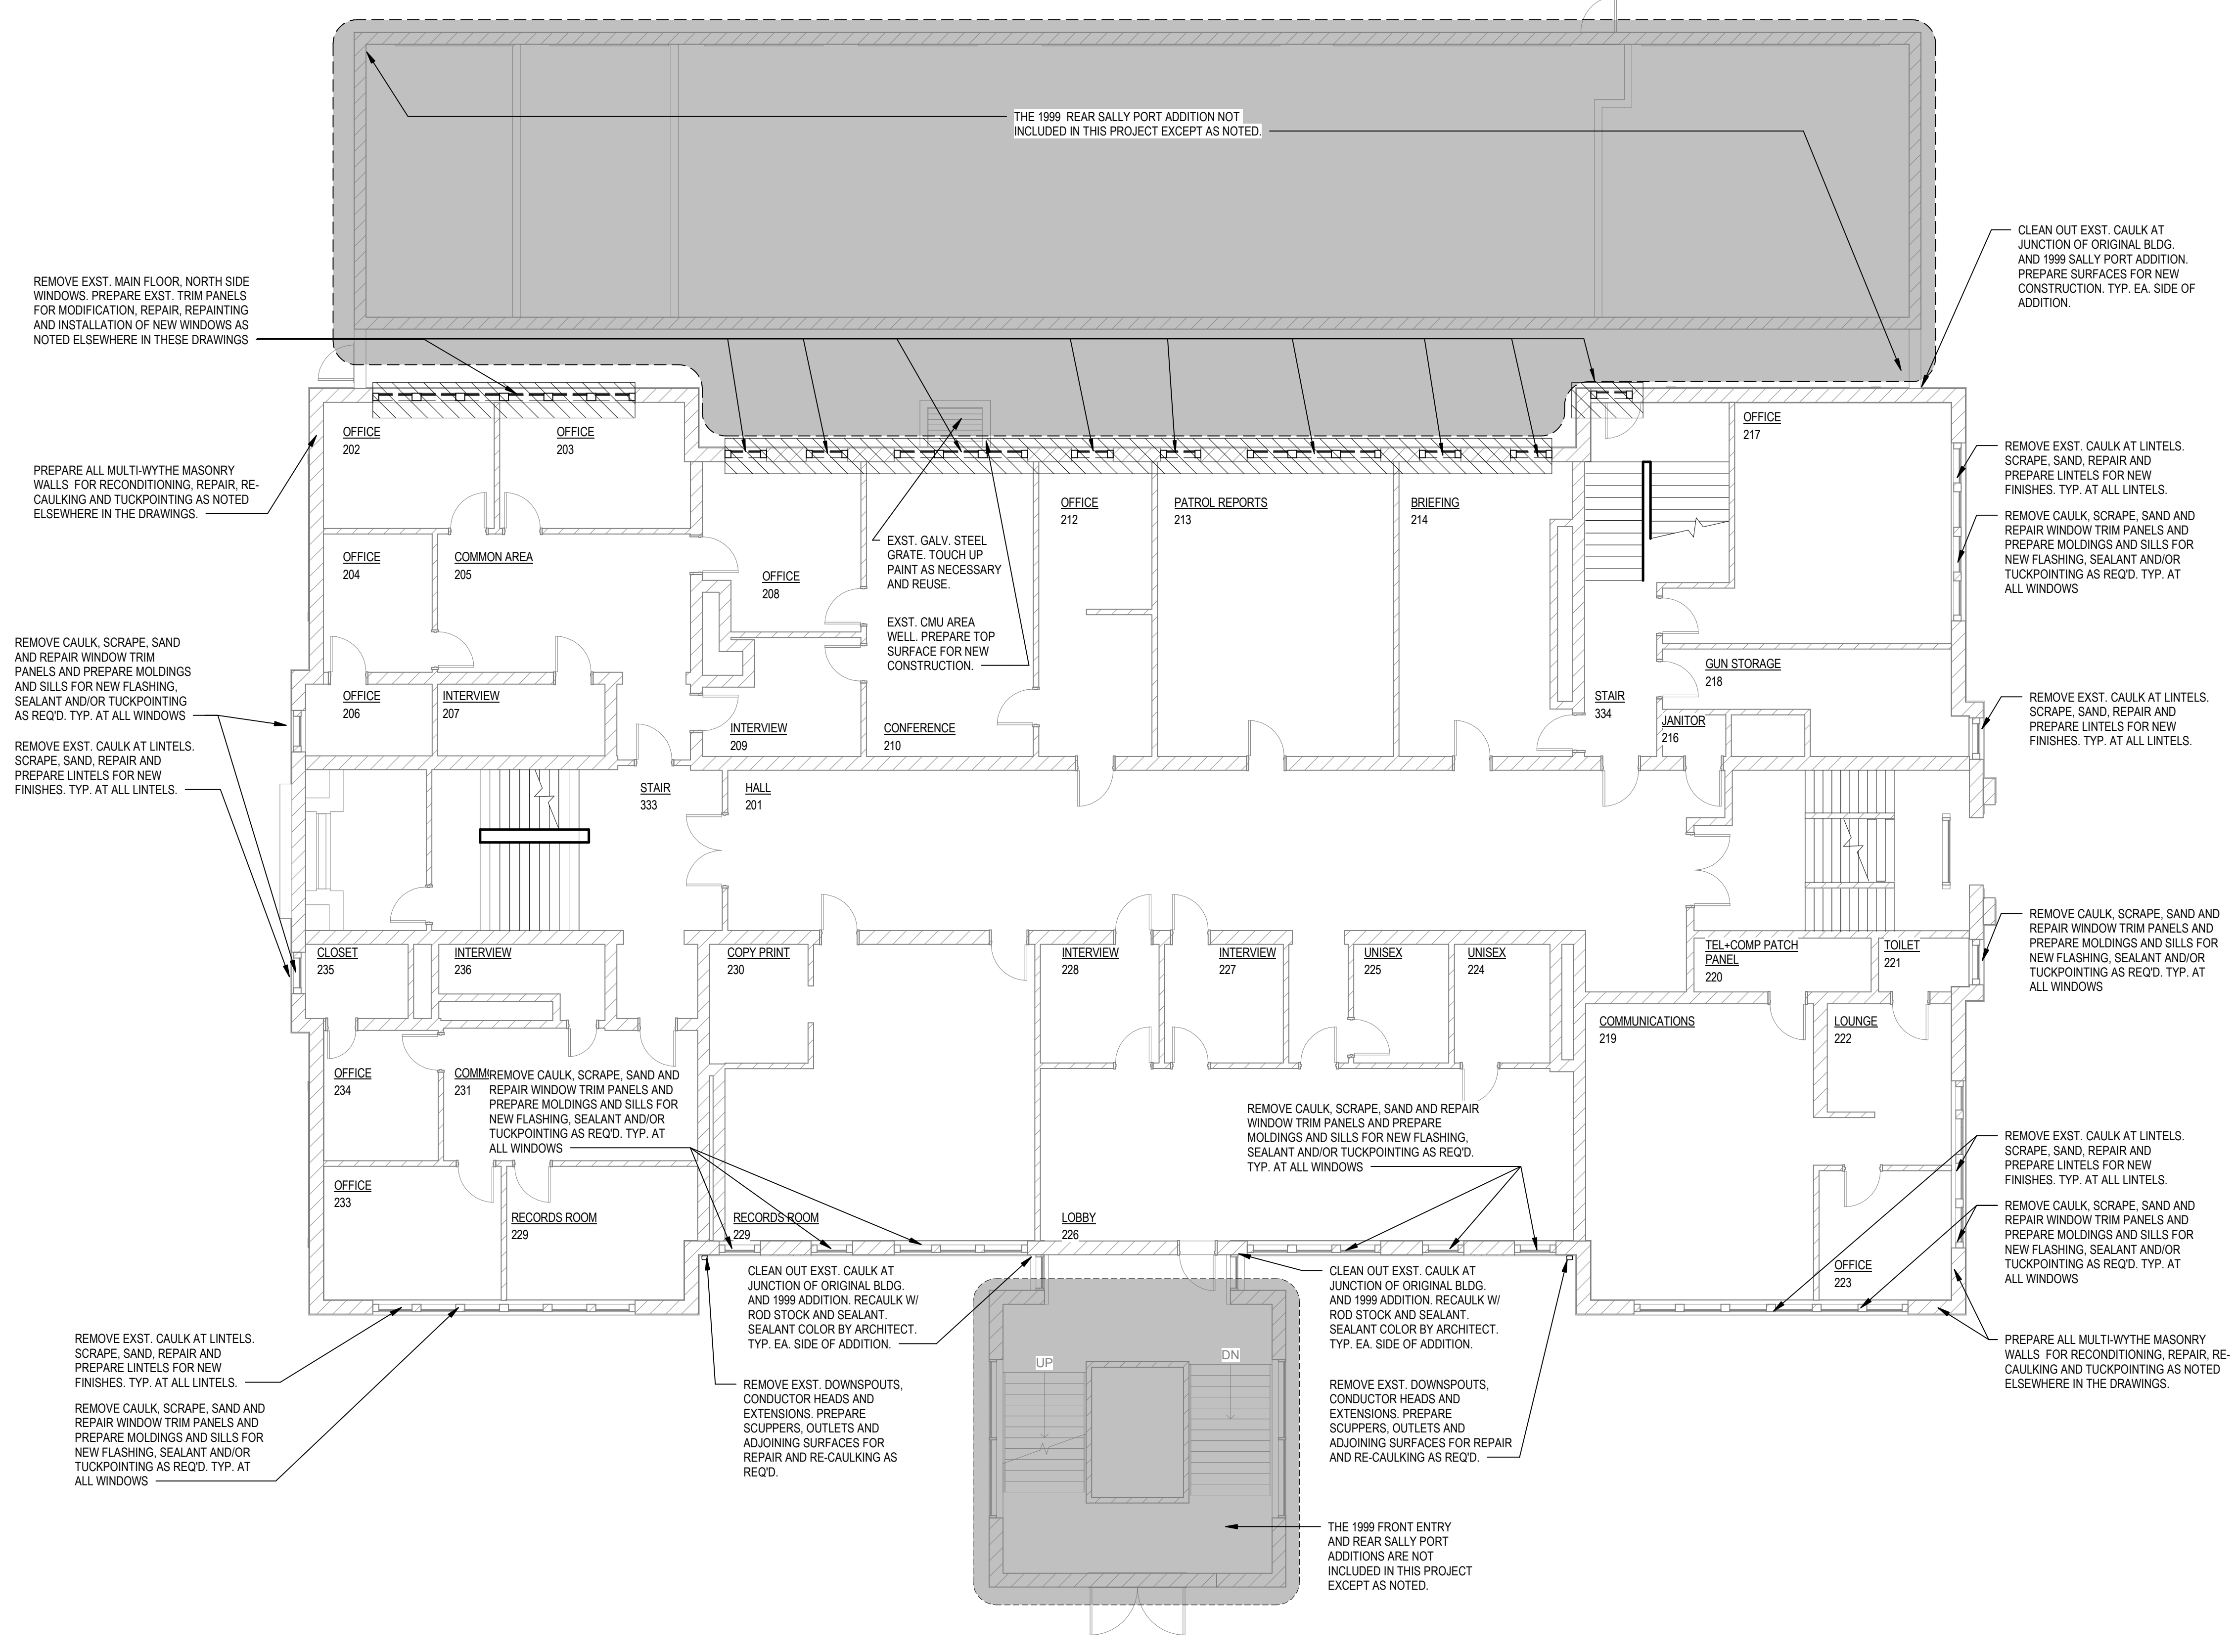 THE 1999  REAR SALLY PORT ADDITION NOT
INCLUDED IN THIS PROJECT EXCEPT AS NOTED.
CLEAN OUT EXST. CAULK AT
JUNCTION OF ORIGINAL BLDG.
AND 1999 SALLY PORT ADDITION.
PREPARE SURFACES FOR NEW
CONSTRUCTION. TYP. EA. SIDE OF
ADDITION.
REMOVE EXST. MAIN FLOOR, NORTH SIDE
WINDOWS. PREPARE EXST. TRIM PANELS
FOR MODIFICATION, REPAIR, REPAINTING
AND INSTALLATION OF NEW WINDOWS AS
NOTED ELSEWHERE IN THESE DRAWINGS
PREPARE ALL MULTI-WYTHE MASONRY
WALLS  FOR RECONDITIONING, REPAIR, RE-
CAULKING AND TUCKPOINTING AS NOTED
ELSEWHERE IN THE DRAWINGS.
OFFICE
202
OFFICE
203
OFFICE
217
REMOVE EXST. CAULK AT LINTELS.
SCRAPE, SAND, REPAIR AND
PREPARE LINTELS FOR NEW
FINISHES. TYP. AT ALL LINTELS.
REMOVE CAULK, SCRAPE, SAND AND
REPAIR WINDOW TRIM PANELS AND
PREPARE MOLDINGS AND SILLS FOR
NEW FLASHING, SEALANT AND/OR
TUCKPOINTING AS REQ'D. TYP. AT
ALL WINDOWS
OFFICE
212
PATROL REPORTS
213
BRIEFING
214
OFFICE
204
COMMON AREA
205
OFFICE
208
EXST. GALV. STEEL
GRATE. TOUCH UP
PAINT AS NECESSARY
AND REUSE.
EXST. CMU AREA
WELL. PREPARE TOP
SURFACE FOR NEW
CONSTRUCTION.
REMOVE CAULK, SCRAPE, SAND
AND REPAIR WINDOW TRIM
PANELS AND PREPARE MOLDINGS
AND SILLS FOR NEW FLASHING,
SEALANT AND/OR TUCKPOINTING
AS REQ'D. TYP. AT ALL WINDOWS
REMOVE EXST. CAULK AT LINTELS.
SCRAPE, SAND, REPAIR AND
PREPARE LINTELS FOR NEW
FINISHES. TYP. AT ALL LINTELS.
OFFICE
206
INTERVIEW
207
INTERVIEW
209
CONFERENCE
210
STAIR
334
GUN STORAGE
218
JANITOR
216
REMOVE EXST. CAULK AT LINTELS.
SCRAPE, SAND, REPAIR AND
PREPARE LINTELS FOR NEW
FINISHES. TYP. AT ALL LINTELS.
STAIR
333
HALL
201
REMOVE CAULK, SCRAPE, SAND AND
REPAIR WINDOW TRIM PANELS AND
PREPARE MOLDINGS AND SILLS FOR
NEW FLASHING, SEALANT AND/OR
TUCKPOINTING AS REQ'D. TYP. AT
ALL WINDOWS
CLOSET
235
INTERVIEW
236
COPY PRINT
230
INTERVIEW
228
INTERVIEW
227
UNISEX
225
UNISEX
224
TEL+COMP PATCH
PANEL
220
TOILET
221
COMMUNICATIONS
219
LOUNGE
222
OFFICE
234
COMM
231
REMOVE CAULK, SCRAPE, SAND AND
REPAIR WINDOW TRIM PANELS AND
PREPARE MOLDINGS AND SILLS FOR
NEW FLASHING, SEALANT AND/OR
TUCKPOINTING AS REQ'D. TYP. AT
ALL WINDOWS
REMOVE CAULK, SCRAPE, SAND AND REPAIR
WINDOW TRIM PANELS AND PREPARE
MOLDINGS AND SILLS FOR NEW FLASHING,
SEALANT AND/OR TUCKPOINTING AS REQ'D.
TYP. AT ALL WINDOWS
REMOVE EXST. CAULK AT LINTELS.
SCRAPE, SAND, REPAIR AND
PREPARE LINTELS FOR NEW
FINISHES. TYP. AT ALL LINTELS.
REMOVE CAULK, SCRAPE, SAND AND
REPAIR WINDOW TRIM PANELS AND
PREPARE MOLDINGS AND SILLS FOR
NEW FLASHING, SEALANT AND/OR
TUCKPOINTING AS REQ'D. TYP. AT
ALL WINDOWS
OFFICE
233
RECORDS ROOM
229
RECORDS ROOM
229
LOBBY
226
OFFICE
223
CLEAN OUT EXST. CAULK AT
JUNCTION OF ORIGINAL BLDG.
AND 1999 ADDITION. RECAULK W/
ROD STOCK AND SEALANT.
SEALANT COLOR BY ARCHITECT.
TYP. EA. SIDE OF ADDITION.
CLEAN OUT EXST. CAULK AT
JUNCTION OF ORIGINAL BLDG.
AND 1999 ADDITION. RECAULK W/
ROD STOCK AND SEALANT.
SEALANT COLOR BY ARCHITECT.
TYP. EA. SIDE OF ADDITION.
REMOVE EXST. CAULK AT LINTELS.
SCRAPE, SAND, REPAIR AND
PREPARE LINTELS FOR NEW
FINISHES. TYP. AT ALL LINTELS.
REMOVE CAULK, SCRAPE, SAND AND
REPAIR WINDOW TRIM PANELS AND
PREPARE MOLDINGS AND SILLS FOR
NEW FLASHING, SEALANT AND/OR
TUCKPOINTING AS REQ'D. TYP. AT
ALL WINDOWS
UP
DN
PREPARE ALL MULTI-WYTHE MASONRY
WALLS  FOR RECONDITIONING, REPAIR, RE-
CAULKING AND TUCKPOINTING AS NOTED
ELSEWHERE IN THE DRAWINGS.
REMOVE EXST. DOWNSPOUTS,
CONDUCTOR HEADS AND
EXTENSIONS. PREPARE
SCUPPERS, OUTLETS AND
ADJOINING SURFACES FOR
REPAIR AND RE-CAULKING AS
REQ'D.
REMOVE EXST. DOWNSPOUTS,
CONDUCTOR HEADS AND
EXTENSIONS. PREPARE
SCUPPERS, OUTLETS AND
ADJOINING SURFACES FOR REPAIR
AND RE-CAULKING AS REQ'D.
THE 1999 FRONT ENTRY
AND REAR SALLY PORT
ADDITIONS ARE NOT
INCLUDED IN THIS PROJECT
EXCEPT AS NOTED.